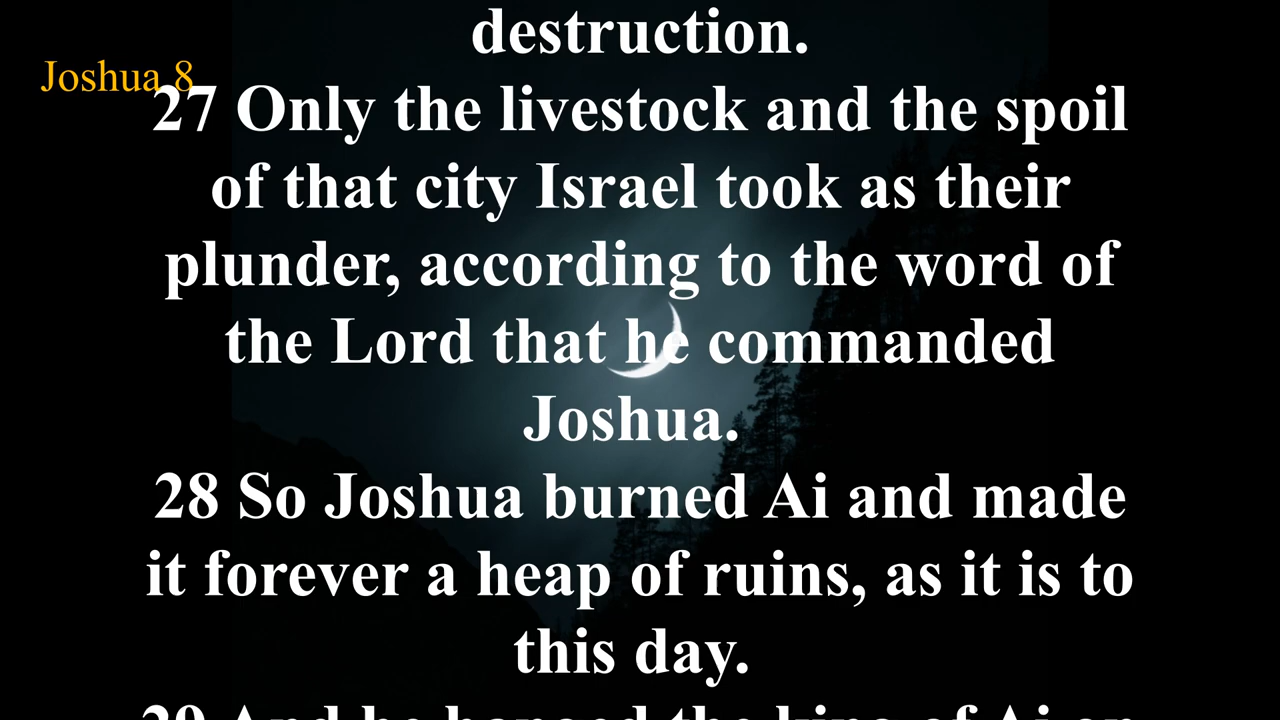 destruction.
Joshua 8
27 Only the livestock and the spoil
of that city Israel took as their
plunder, according to the word of
the Lord that he commanded
Joshua.
28 So Joshua burned Ai and made
it forever a heap of ruins, as it is to
this day.
29 And he hanged the king of Ai on